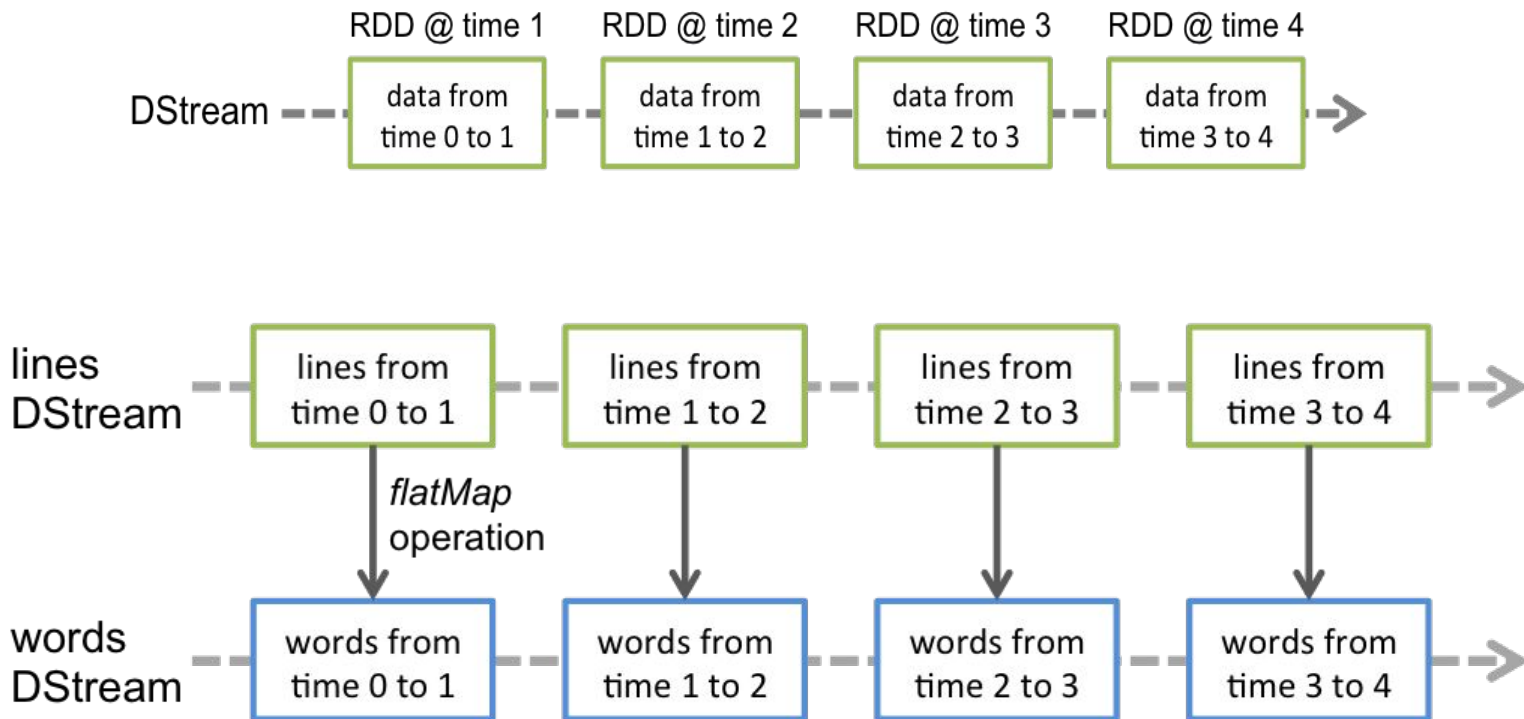 RDD @ time 1 RDD @ time 2 RDD @ time 3 RDD @ time 4
DStream
data from
time 0 to 1
data from
time 1 to 2
data from
time 2 to 3
data from
time 3 to 4
lines
DStream
lines from
time 0 to 1
lines from
time 1 to 2
lines from
time 2 to 3
lines from
time 3 to 4
flatMap
operation
words
DStream
words from
time 0 to 1
words from
time 1 to 2
words from
time 2 to 3
words from
time 3 to 4